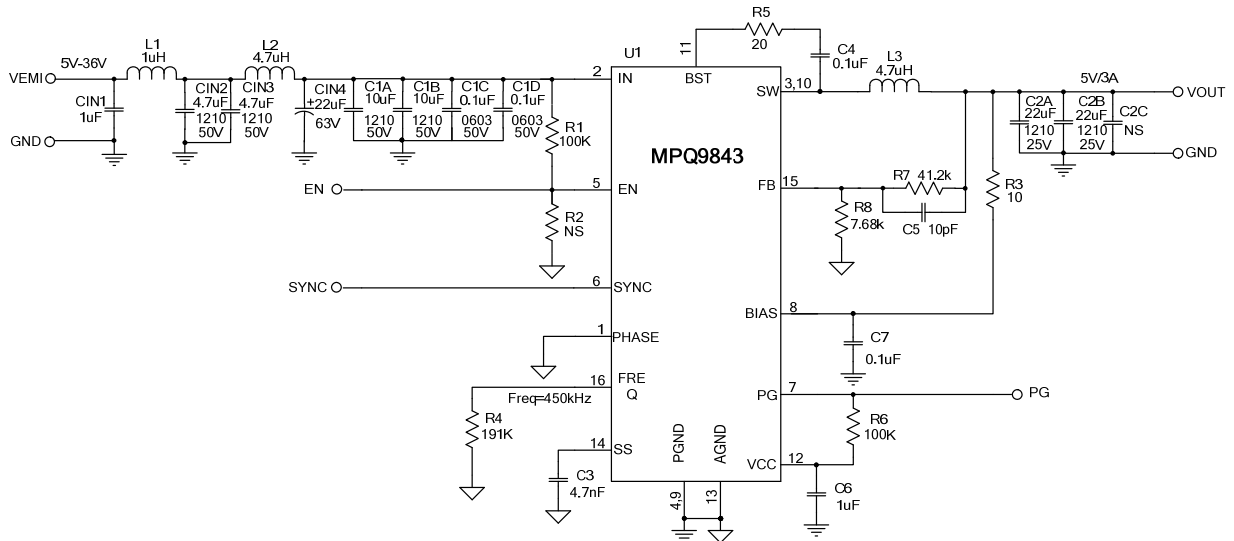 VEMI
5V-36V
L1
1uH
L2
4.7uH
CIN1
1uF
GND
CIN2
4.7uF
1210
50V
CIN3
4.7uF
1210
50V
CIN4
+
22uF
63V
C1A
10uF
1210
50V
C1B
10uF
1210
50V
C1C
0.1uF
0603
50V
C1D
0.1uF
0603
50V
R1
100K
EN
R2
NS
SYNC
R4
191K
Freq=450kHz
C3
4.7nF
U1
MPQ9843
2 IN
5 EN
6 SYNC
1 PHASE
16 FRE
Q
14 SS
11
BST
SW 3,10
FB 15
BIAS 8
PG 7
VCC 12
PGND
4,9
AGND
13
R5
20
C4
0.1uF
L3
4.7uH
5V/3A
VOUT
C2A
22uF
1210
25V
C2B
22uF
1210
25V
C2C
NS
GND
R7 41.2k
R8
7.68k
C5 10pF
R3
10
C7
0.1uF
PG
R6
100K
C6
1uF